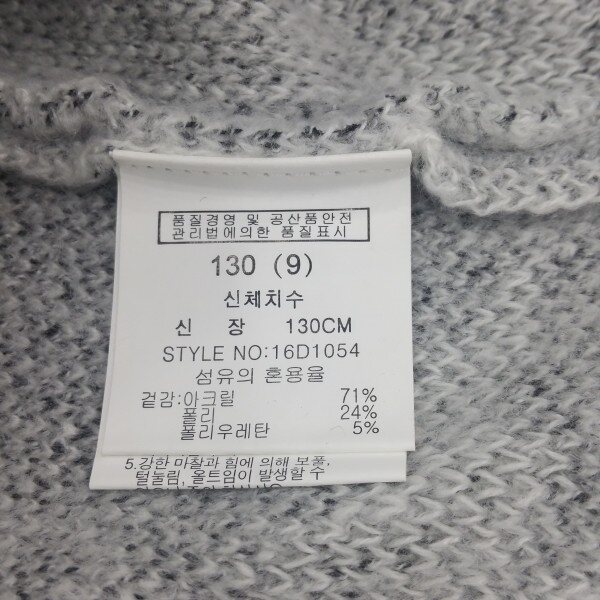 품질경영 및 공산품안전
관리법에의한 품질표시
130 (9)
신체치수
신 장 130CM
STYLE NO:16D1054
섬유의 혼용율
겉감:아크릴 71%
폴리 24%
폴리우레탄 5%
5.강한 마찰과 힘에 의해 보풀,
털눌림, 올트임이 발생할 수